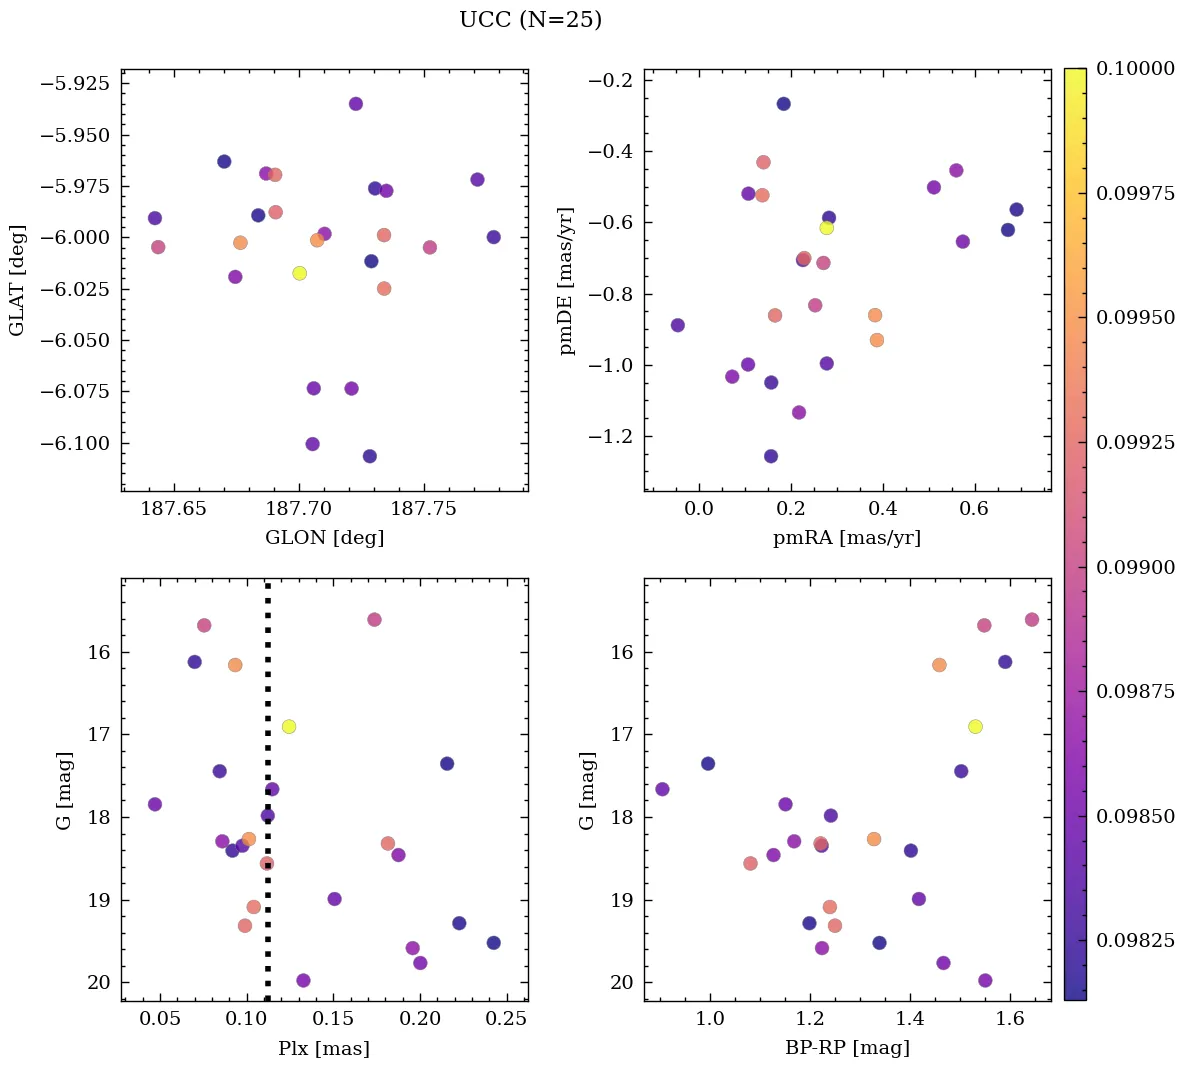 UCC (N=25)
−5.925
−5.950
−5.975
−6.000
−6.025
−6.050
−6.075
−6.100
GLAT [deg]
187.65 187.70 187.75
GLON [deg]
−0.2
−0.4
−0.6
−0.8
−1.0
−1.2
pmDE [mas/yr]
0.0 0.2 0.4 0.6
pmRA [mas/yr]
16
17
18
19
20
G [mag]
0.05 0.10 0.15 0.20 0.25
Plx [mas]
16
17
18
19
20
G [mag]
1.0 1.2 1.4 1.6
BP-RP [mag]
0.10000
0.09975
0.09950
0.09925
0.09900
0.09875
0.09850
0.09825